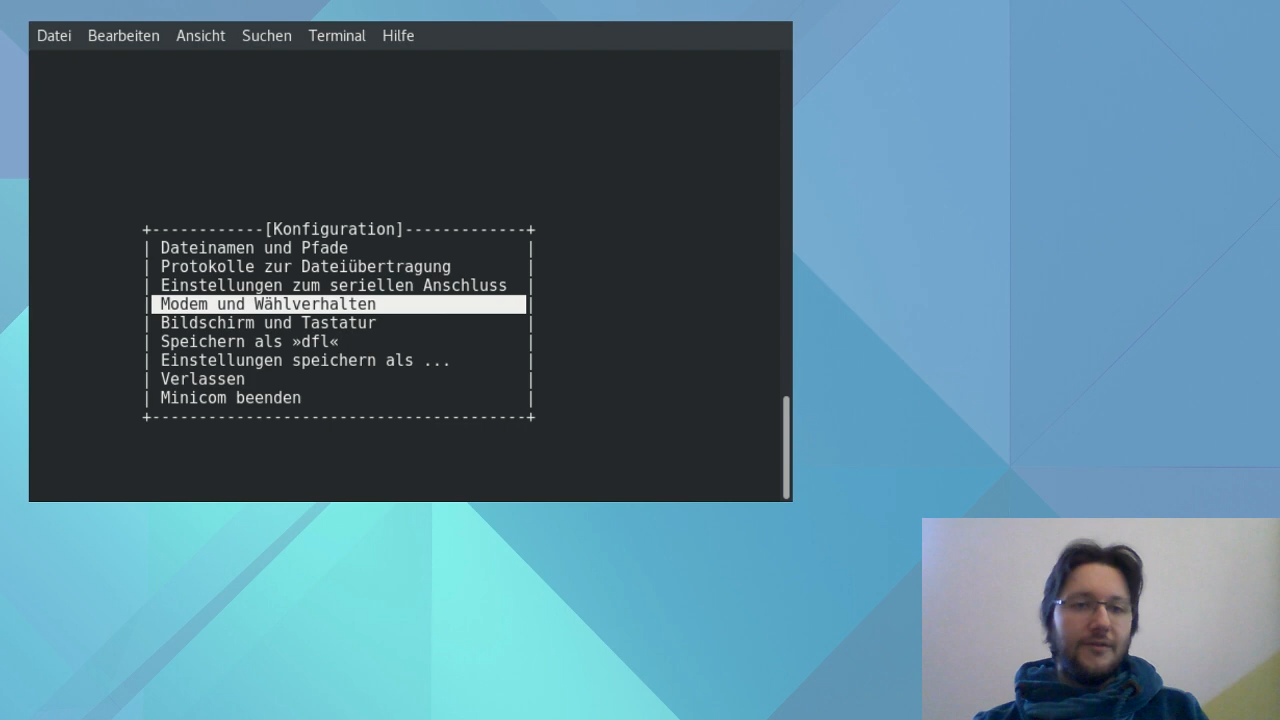 Datei Bearbeiten Ansicht Suchen Terminal Hilfe
+------------[Konfiguration]-------------+
| Dateinamen und Pfade |
| Protokolle zur Dateiübertragung |
| Einstellungen zum seriellen Anschluss |
| Modem und Wählverhalten |
| Bildschirm und Tastatur |
| Speichern als »dfl« |
| Einstellungen speichern als ... |
| Verlassen |
| Minicom beenden |
+----------------------------------------+